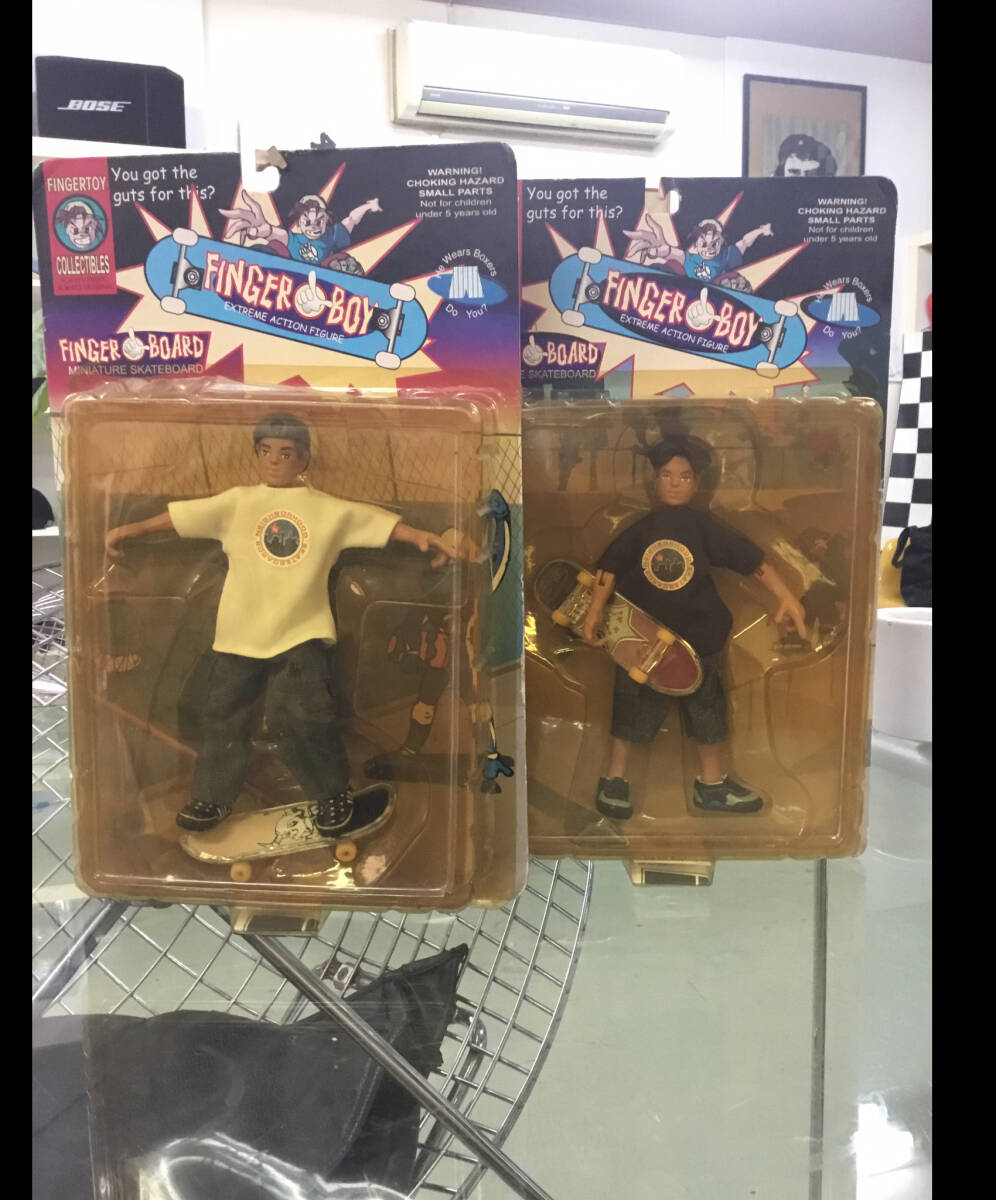 BOSE
FINGERTOY
COLLECTIBLES
You got the
guts for this?
WARNING!
CHOKING HAZARD
SMALL PARTS
Not for children
under 5 years old
Wears Boxers
Do You?
FINGER BOY
EXTREME ACTION FIGURE
FINGER BOARD
MINIATURE SKATEBOARD
NEIGHBORHOOD SKATEBOARDS
You got the
guts for this?
WARNING!
CHOKING HAZARD
SMALL PARTS
Not for children
under 5 years old
Wears Boxers
Do You?
FINGER BOY
EXTREME ACTION FIGURE
BOARD
E SKATEBOARD